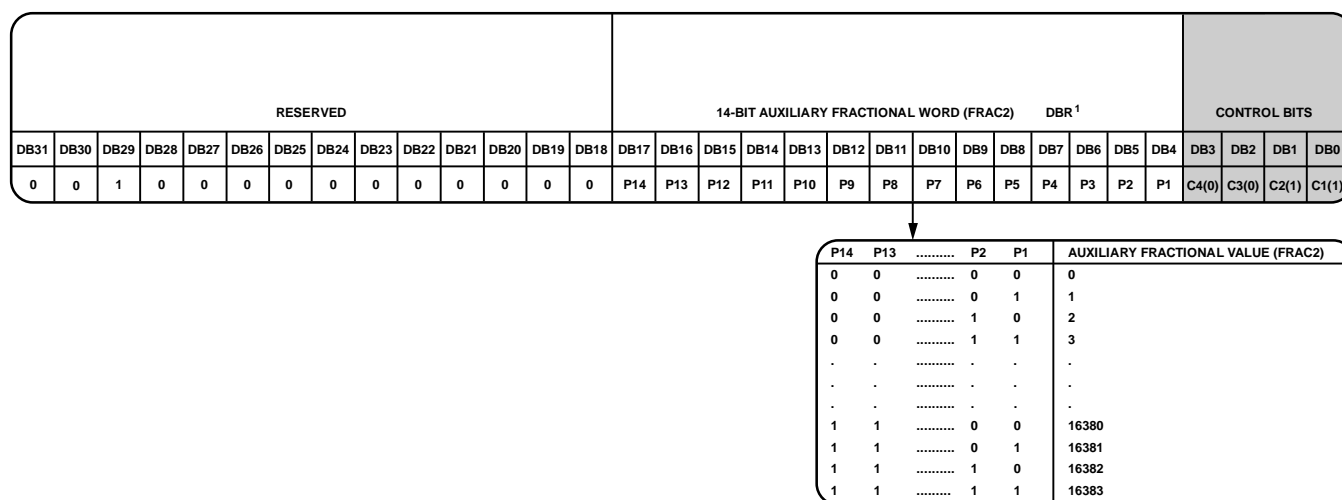 RESERVED 14-BIT AUXILIARY FRACTIONAL WORD (FRAC2) DBR 1 CONTROL BITS
DB31 DB30 DB29 DB28 DB27 DB26 DB25 DB24 DB23 DB22 DB21 DB20 DB19 DB18 DB17 DB16 DB15 DB14 DB13 DB12 DB11 DB10 DB9 DB8 DB7 DB6 DB5 DB4 DB3 DB2 DB1 DB0
0 0 1 0 0 0 0 0 0 0 0 0 0 0 P14 P13 P12 P11 P10 P9 P8 P7 P6 P5 P4 P3 P2 P1 C4(0) C3(0) C2(1) C1(1)
P14 P13 .......... P2 P1 AUXILIARY FRACTIONAL VALUE (FRAC2)
0 0 .......... 0 0 0
0 0 .......... 0 1 1
0 0 .......... 1 0 2
0 0 .......... 1 1 3
. . .......... . . .
. . .......... . . .
. . .......... . . .
1 1 .......... 0 0 16380
1 1 .......... 0 1 16381
1 1 .......... 1 0 16382
1 1 ......... 1 1 16383